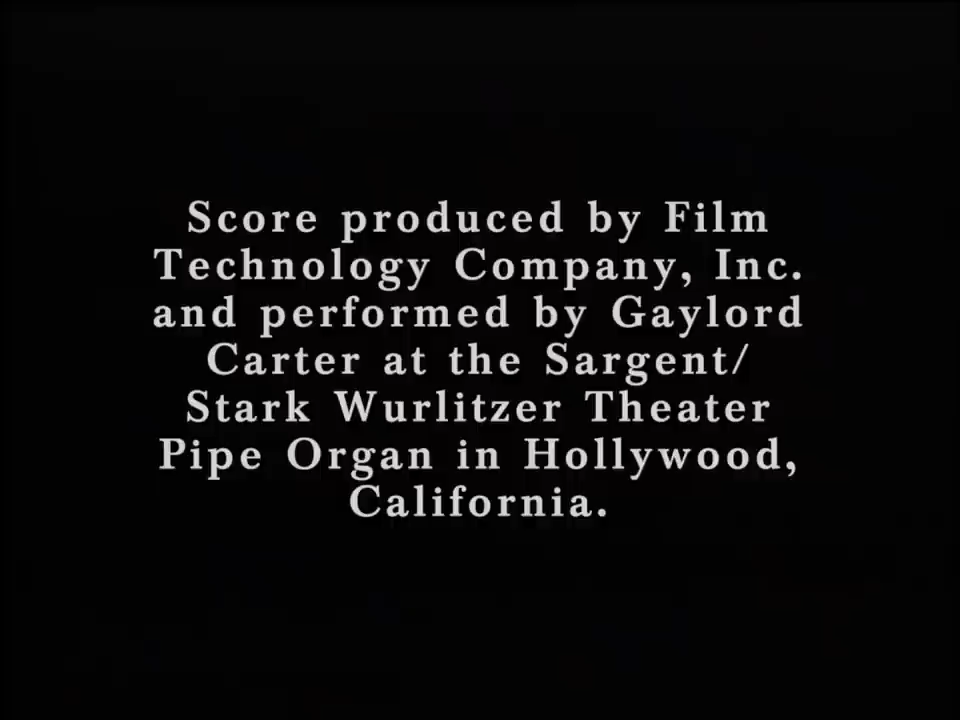 Score produced by Film
Technology Company, Inc.
and performed by Gaylord
Carter at the Sargent/
Stark Wurlitzer Theater
Pipe Organ in Hollywood,
California.